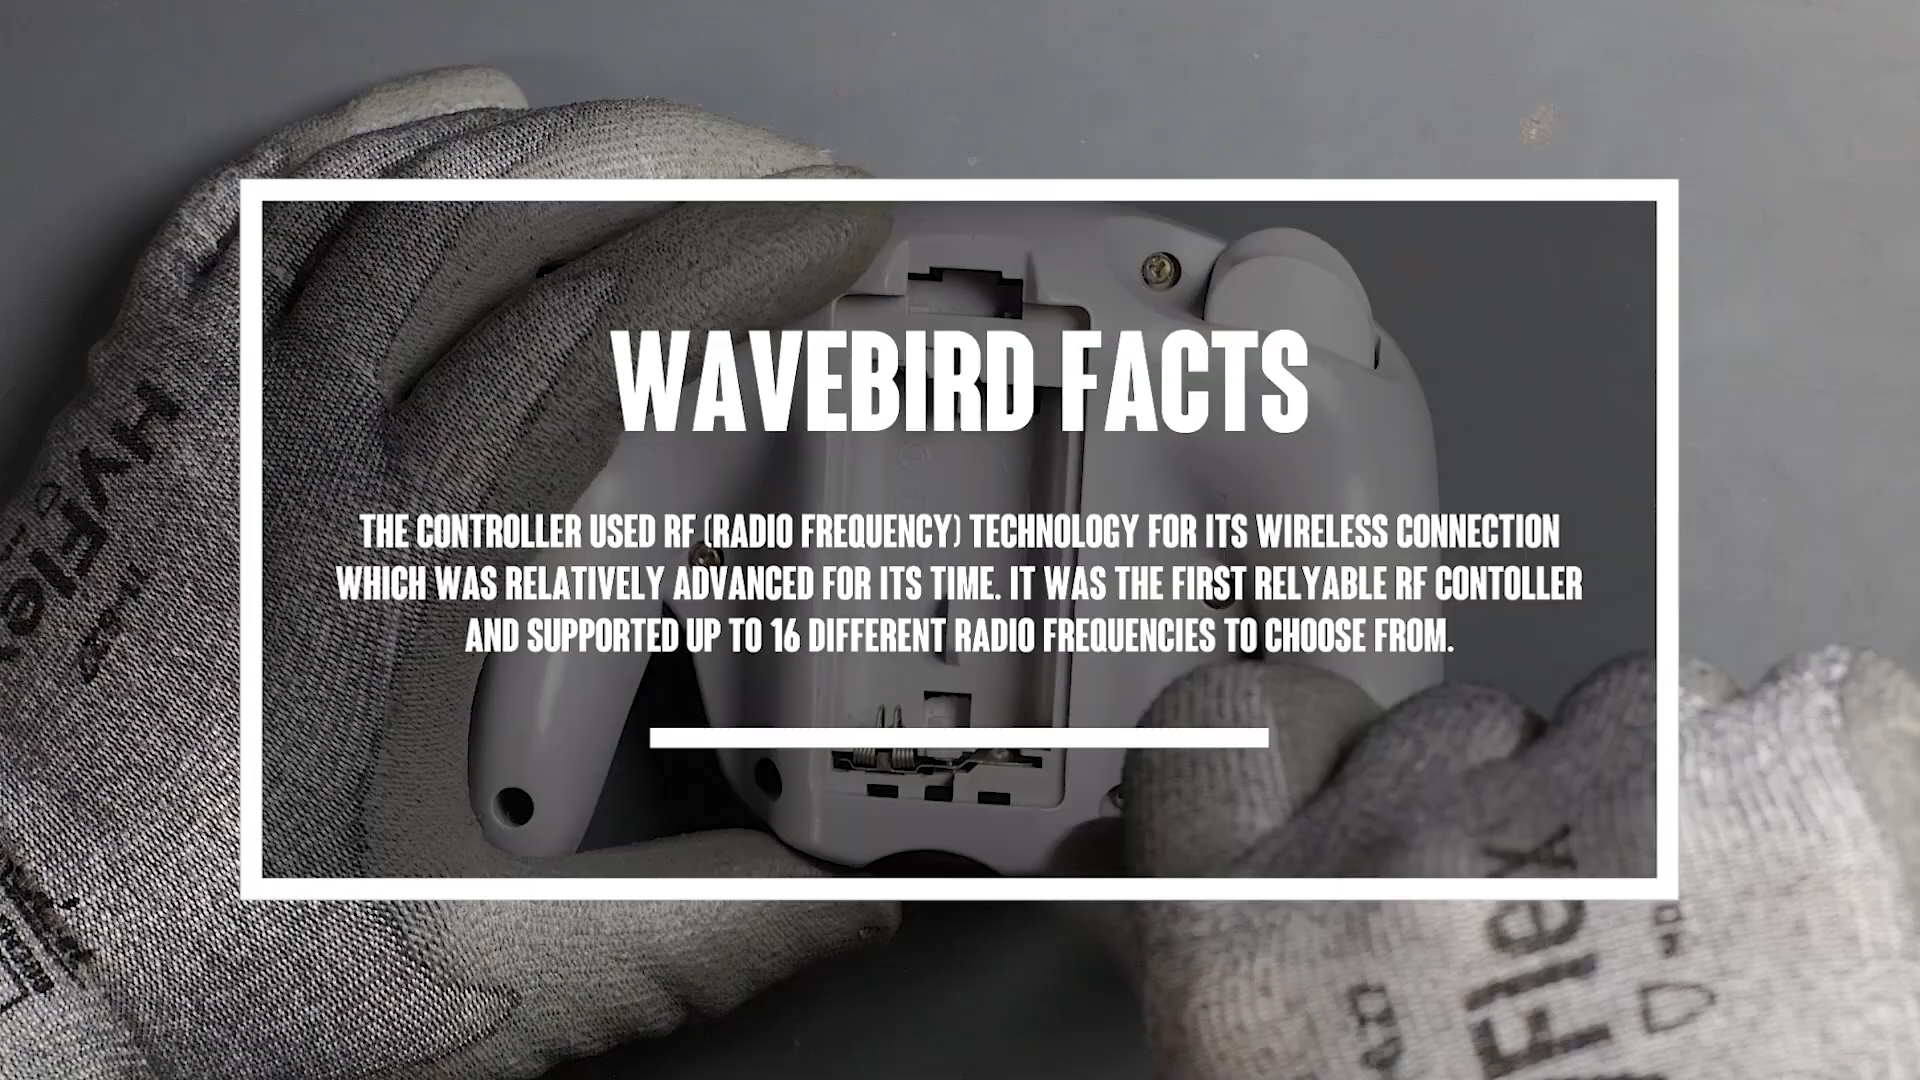 WAVEBIRD FACTS
THE CONTROLLER USED RF (RADIO FREQUENCY) TECHNOLOGY FOR ITS WIRELESS CONNECTION
WHICH WAS RELATIVELY ADVANCED FOR ITS TIME. IT WAS THE FIRST RELYABLE RF CONTOLLER
AND SUPPORTED UP TO 16 DIFFERENT RADIO FREQUENCIES TO CHOOSE FROM.
HyFlex
Flex